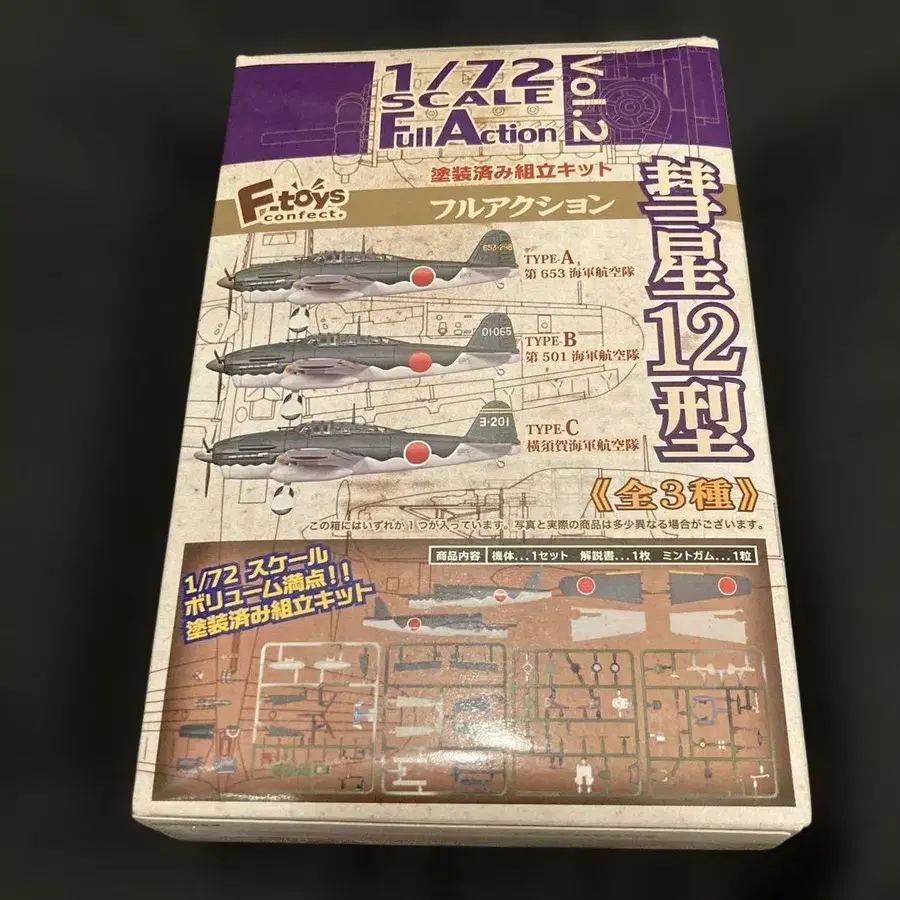 1/72
SCALE
Full Action
Vol.2
塗装済み組立キット
F-toys
confect.
フルアクション
彗星12型
653-298
TYPE-A
第653海軍航空隊
01-065
TYPE-B
第501海軍航空隊
ヨ-201
TYPE-C
横須賀海軍航空隊
《全3種》
この箱にはいずれか1つが入っています。写真と実際の商品は多少異なる場合がございます。
1/72 スケール
ボリューム満点!!
塗装済み組立キット
商品内容 機体...1セット 解説書...1枚 ミントガム...1粒